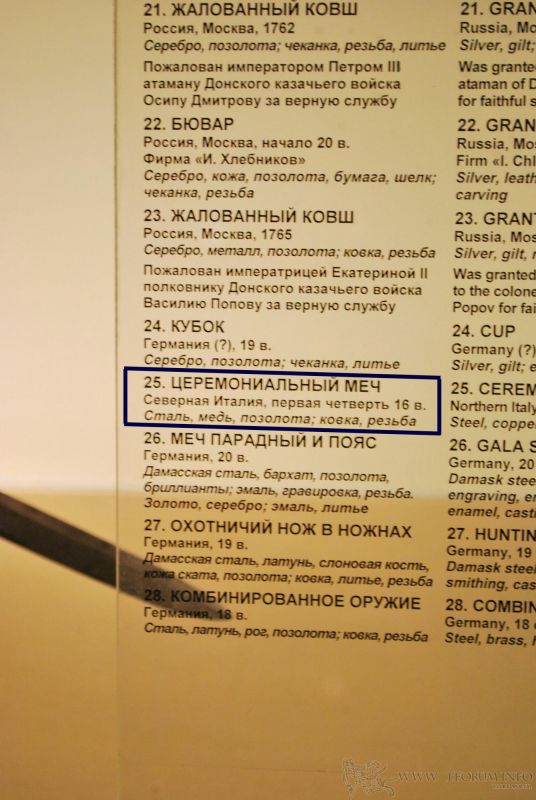 21. ЖАЛОВАННЫЙ КОВШ
Россия, Москва, 1762
Серебро, позолота; чеканка, резьба, литье
Пожалован императором Петром III
атаману Донского казачьего войска
Осипу Дмитрову за верную службу
22. БЮВАР
Россия, Москва, начало 20 в.
Фирма «И. Хлебников»
Серебро, кожа, позолота, бумага, шелк;
чеканка, резьба
23. ЖАЛОВАННЫЙ КОВШ
Россия, Москва, 1765
Серебро, металл, позолота; ковка, резьба
Пожалован императрицей Екатериной II
полковнику Донского казачьего войска
Василию Попову за верную службу
24. КУБОК
Германия (?), 19 в.
Серебро, позолота; чеканка, литье
25. ЦЕРЕМОНИАЛЬНЫЙ МЕЧ
Северная Италия, первая четверть 16 в.
Сталь, медь, позолота; ковка, резьба
26. МЕЧ ПАРАДНЫЙ И ПОЯС
Германия, 20 в.
Дамасская сталь, бархат, позолота,
бриллианты; эмаль, гравировка, резьба.
Золото, серебро; эмаль, литье
27. ОХОТНИЧИЙ НОЖ В НОЖНАХ
Германия, 19 в.
Дамасская сталь, латунь, слоновая кость,
кожа ската, позолота; ковка, литье, резьба
28. КОМБИНИРОВАННОЕ ОРУЖИЕ
Германия, 18 в.
Сталь, латунь, рог, позолота; ковка, резьба
21. GRAN
Russia, Mo
Silver, gilt;
Was grante
ataman of D
for faithful s
22. GRAN
Russia, Mos
Firm «I. Chl
Silver, leath
carving
23. GRANT
Russia, Mos
Silver, gilt, m
Was granted
to the colone
Popov for fai
24. CUP
Germany (?)
Silver, gilt; e
25. CEREM
Northern Italy
Steel, copper
26. GALA S
Germany, 20
Damask stee
engraving, en
enamel, casti
27. HUNTIN
Germany, 19
Damask steel
smithing, cas
28. COMBIN
Germany, 18 c
Steel, brass, h
WWW.TFORUM.INFO